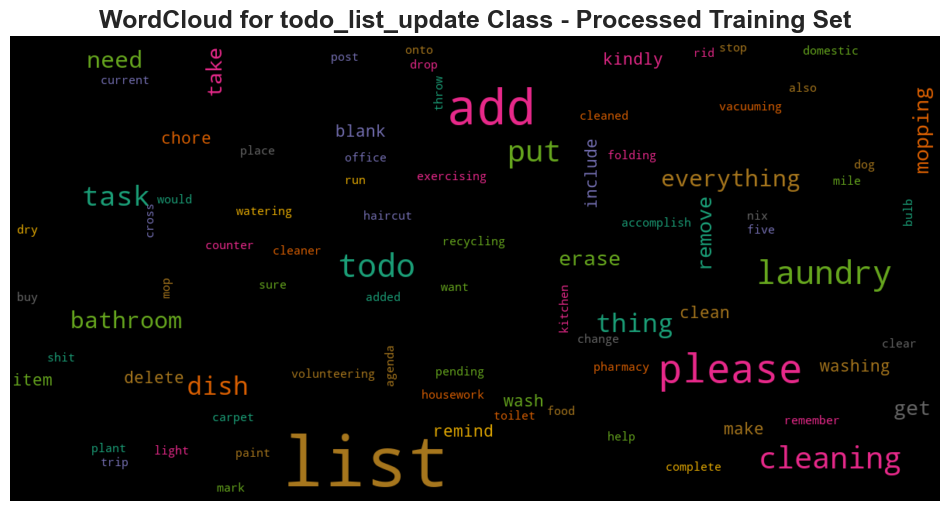 WordCloud for todo_list_update Class - Processed Training Set
onto
stop
domestic
need
take
post
drop
kindly
rid
current
throw
also
add
cleaned
vacuuming
mopping
chore
blank
place
office
put
include
folding
everything
dog
run
exercising
mile
task
would
cross
watering
haircut
accomplish
remove
nix
five
bulb
dry
counter
cleaner
recycling
todo
erase
laundry
buy
mop
sure
added
want
kitchen
thing
clean
bathroom
change
clear
shit
item
delete
dish
volunteering
agenda
pending
pharmacy
please
washing
housework
wash
toilet
food
get
carpet
list
remind
help
make
remember
plant
trip
light
paint
cleaning
complete
mark